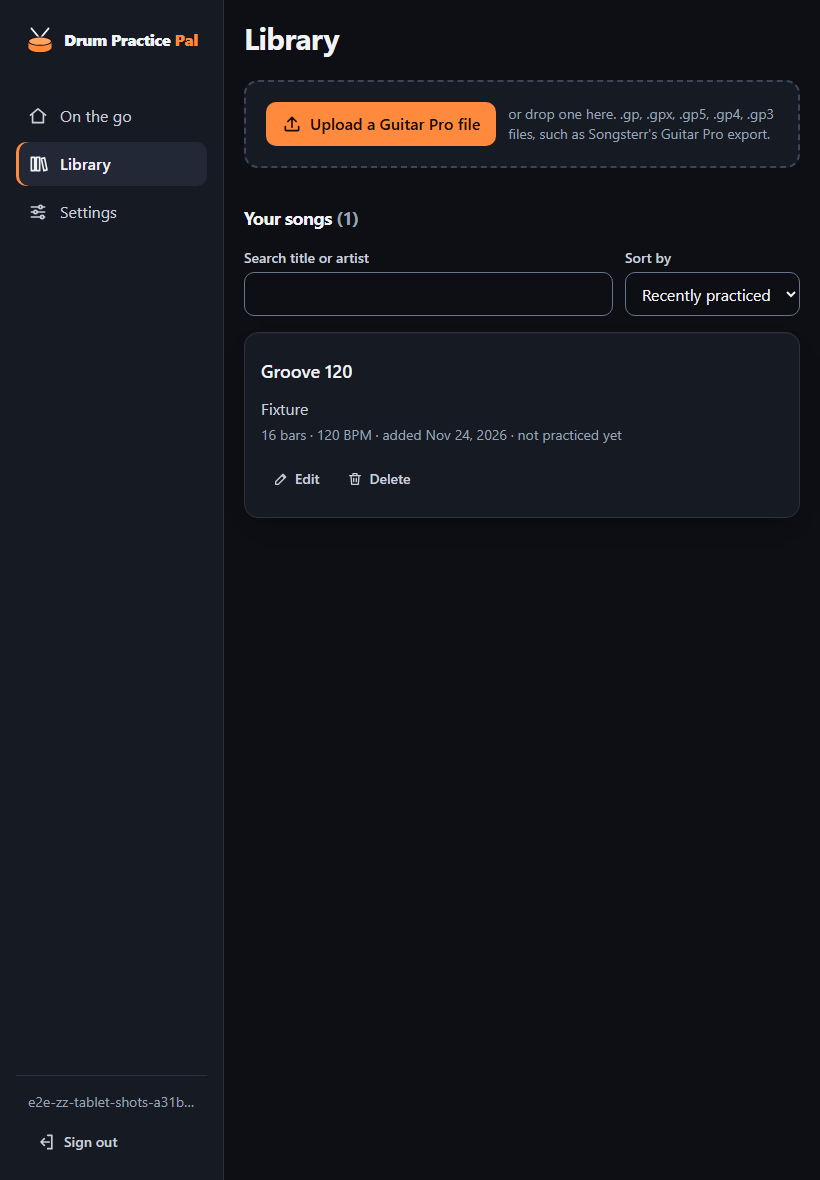 Drum Practice Pal
On the go
Library
Settings
e2e-zz-tablet-shots-a31b...
Sign out
Library
Upload a Guitar Pro file
or drop one here. .gp, .gpx, .gp5, .gp4, .gp3
files, such as Songsterr's Guitar Pro export.
Your songs (1)
Search title or artist
Sort by
Recently practiced
Groove 120
Fixture
16 bars · 120 BPM · added Nov 24, 2026 · not practiced yet
Edit
Delete